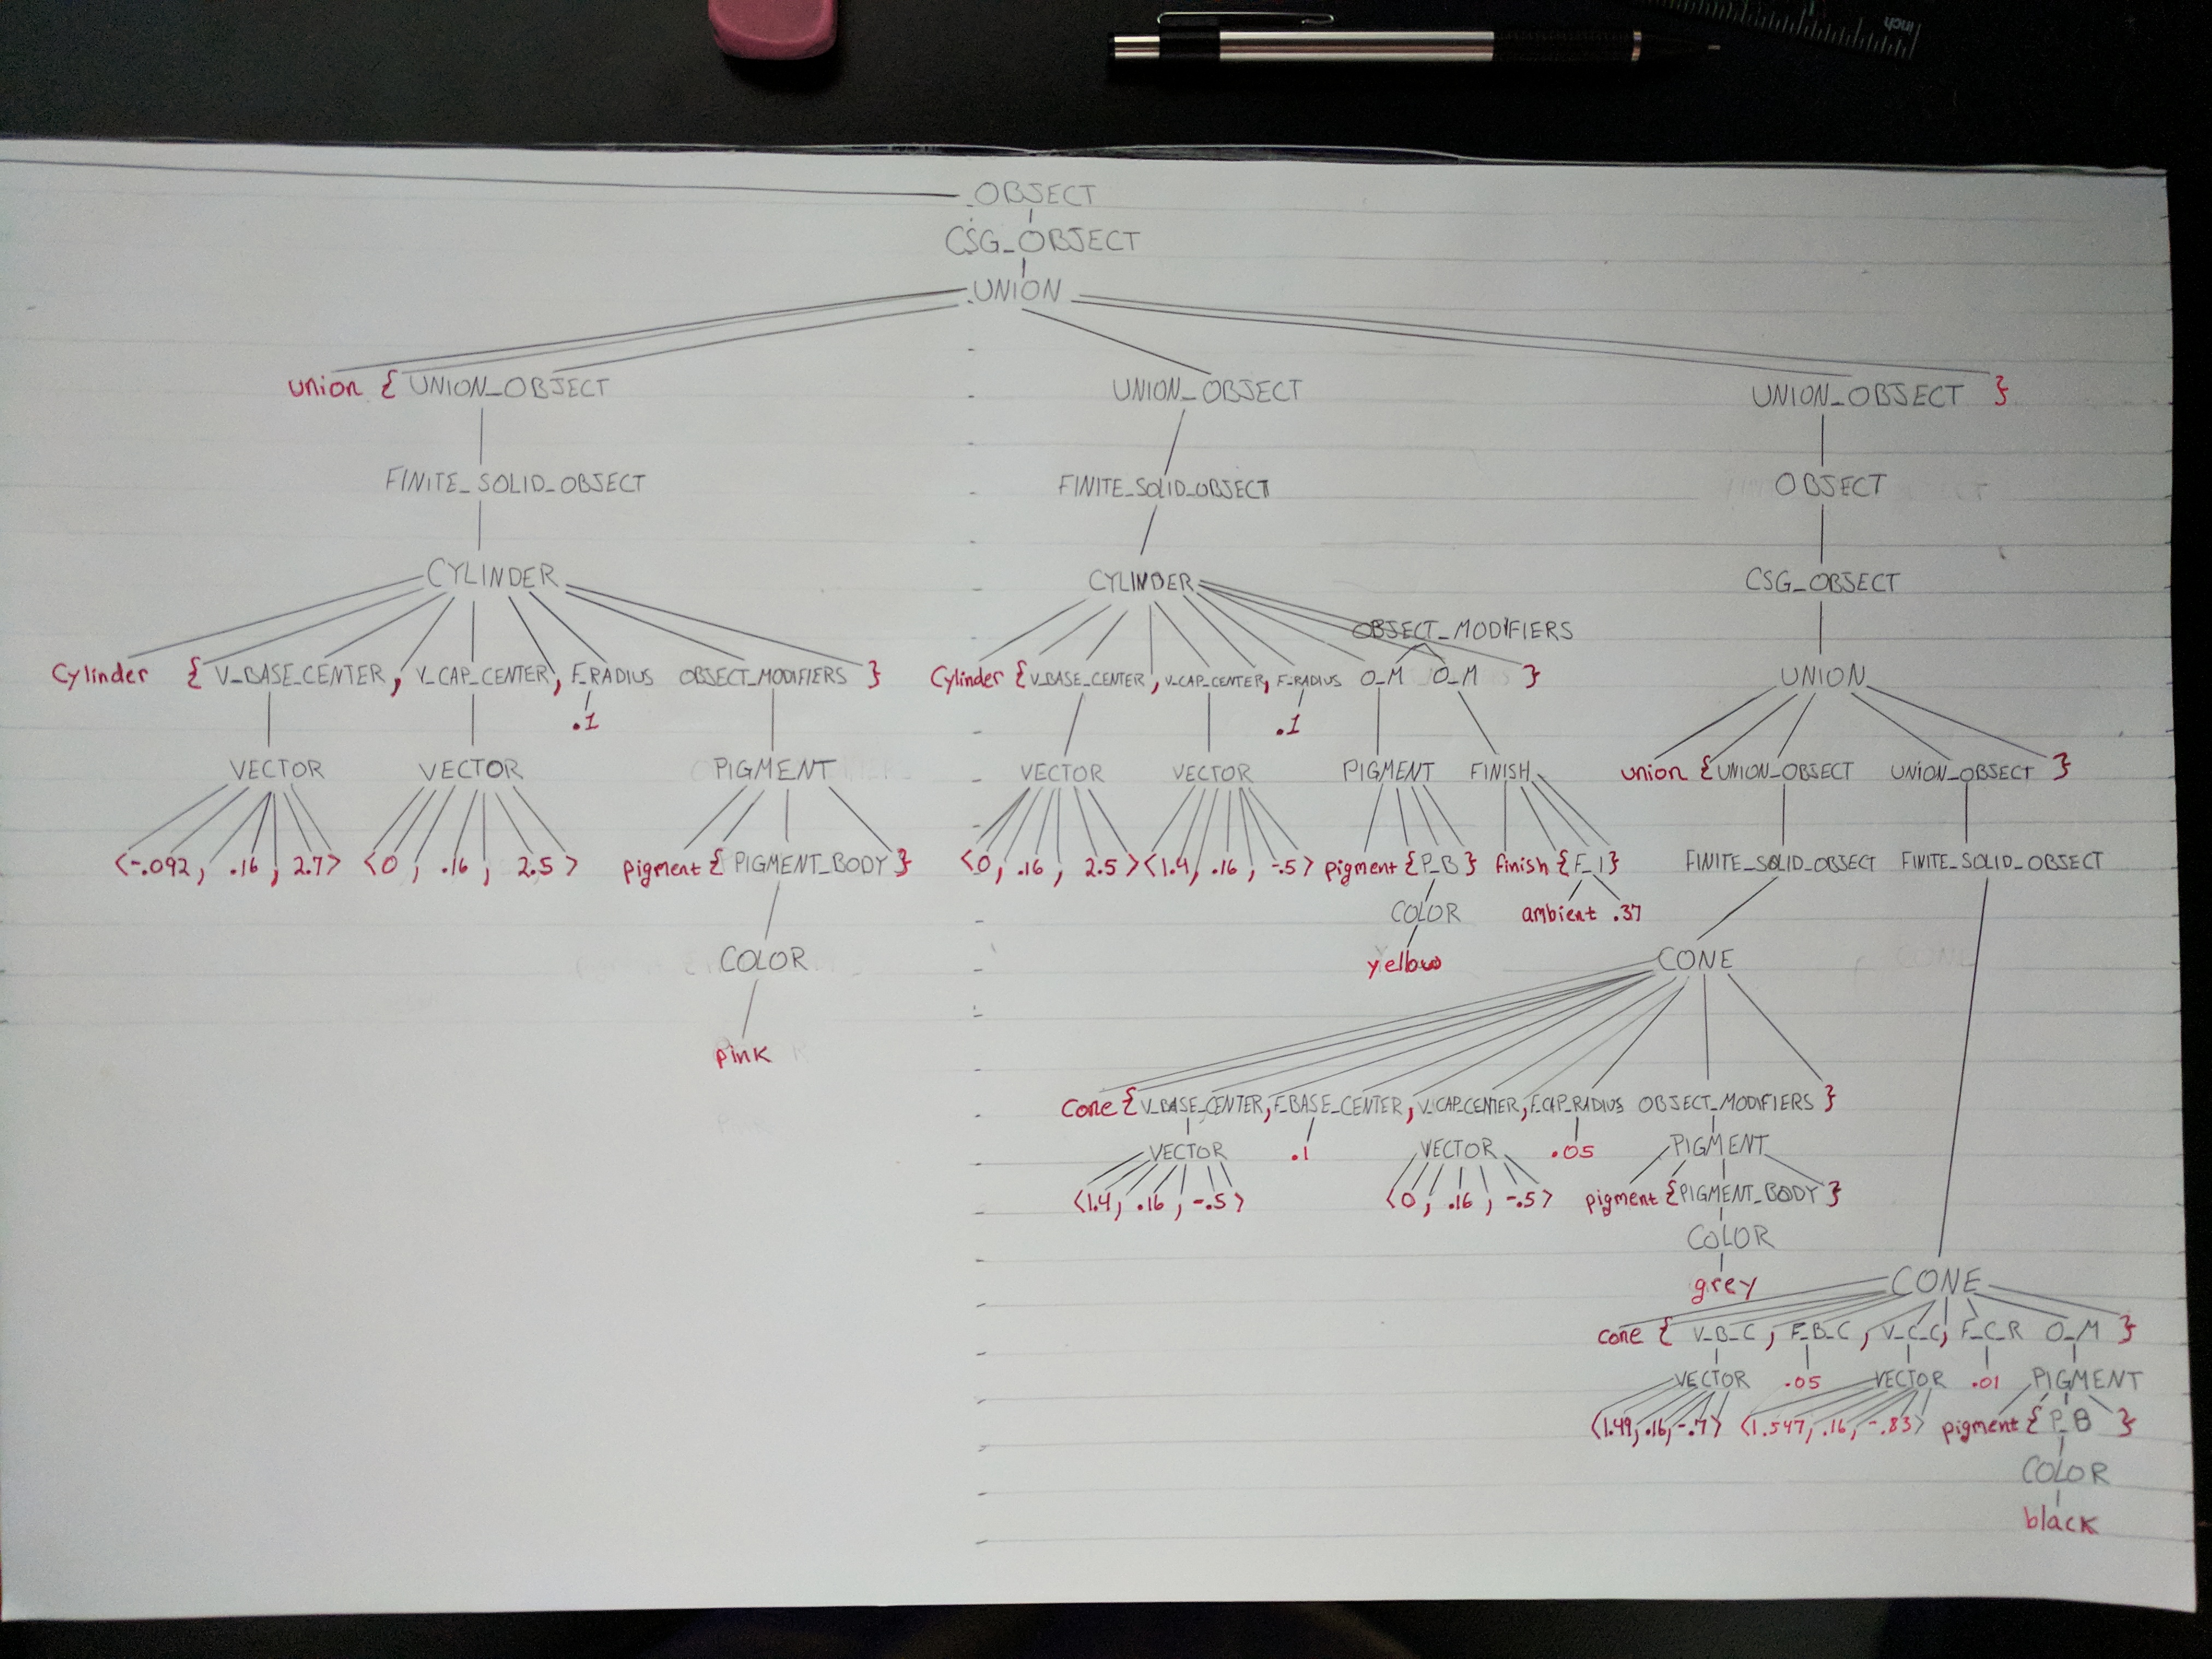 inch
OBJECT
CSG_OBJECT
UNION
union { UNION_OBJECT UNION_OBJECT UNION_OBJECT }
FINITE_SOLID_OBJECT FINITE_SOLID_OBJECT OBJECT
CYLINDER CYLINDER CSG_OBJECT
OBJECT_MODIFIERS
Cylinder { V_BASE_CENTER , V_CAP_CENTER , F_RADIUS OBJECT_MODIFIERS } Cylinder { V_BASE_CENTER , V_CAP_CENTER , F_RADIUS O_M O_M } UNION
.1 .1
VECTOR VECTOR PIGMENT VECTOR VECTOR PIGMENT FINISH union { UNION_OBJECT UNION_OBJECT }
<-.092 , .16 , 2.7> <0 , .16 , 2.5 > pigment { PIGMENT_BODY } <0 , .16 , 2.5 > <1.4 , .16 , -.5 > pigment { P_B } finish { F_I } FINITE_SOLID_OBJECT FINITE_SOLID_OBJECT
COLOR ambient .37
COLOR yellow CONE
pink
Cone { V_BASE_CENTER , F_BASE_CENTER , V_CAP_CENTER , F_CAP_RADIUS OBJECT_MODIFIERS }
VECTOR .1 VECTOR .05 PIGMENT
<1.4 , .16 , -.5 > <0 , .16 , -.5 > pigment { PIGMENT_BODY }
COLOR
grey CONE
cone { V_B_C , F_B_C , V_C_C , F_C_R O_M }
VECTOR .05 VECTOR .01 PIGMENT
<1.49 , .16 , -.7 > <1.547 , .16 , -.83 > pigment { P_B }
COLOR
black